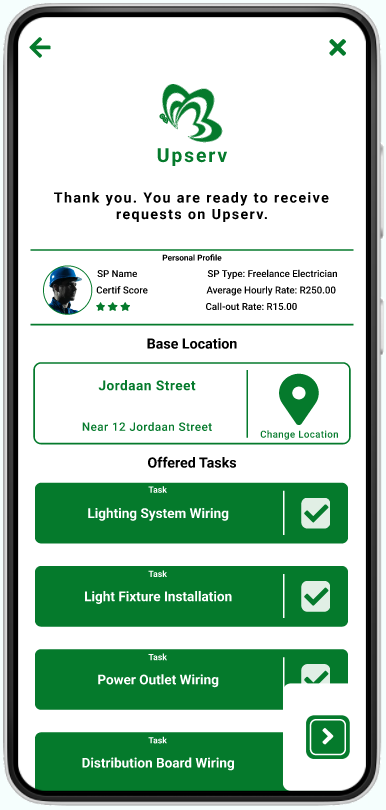 Upserv
Thank you. You are ready to receive
requests on Upserv.
Personal Profile
SP Name
SP Type: Freelance Electrician
Certif Score
Average Hourly Rate: R250.00
Call-out Rate: R15.00
Base Location
Jordaan Street
Near 12 Jordaan Street
Change Location
Offered Tasks
Task
Lighting System Wiring
Task
Light Fixture Installation
Task
Power Outlet Wiring
Task
Distribution Board Wiring